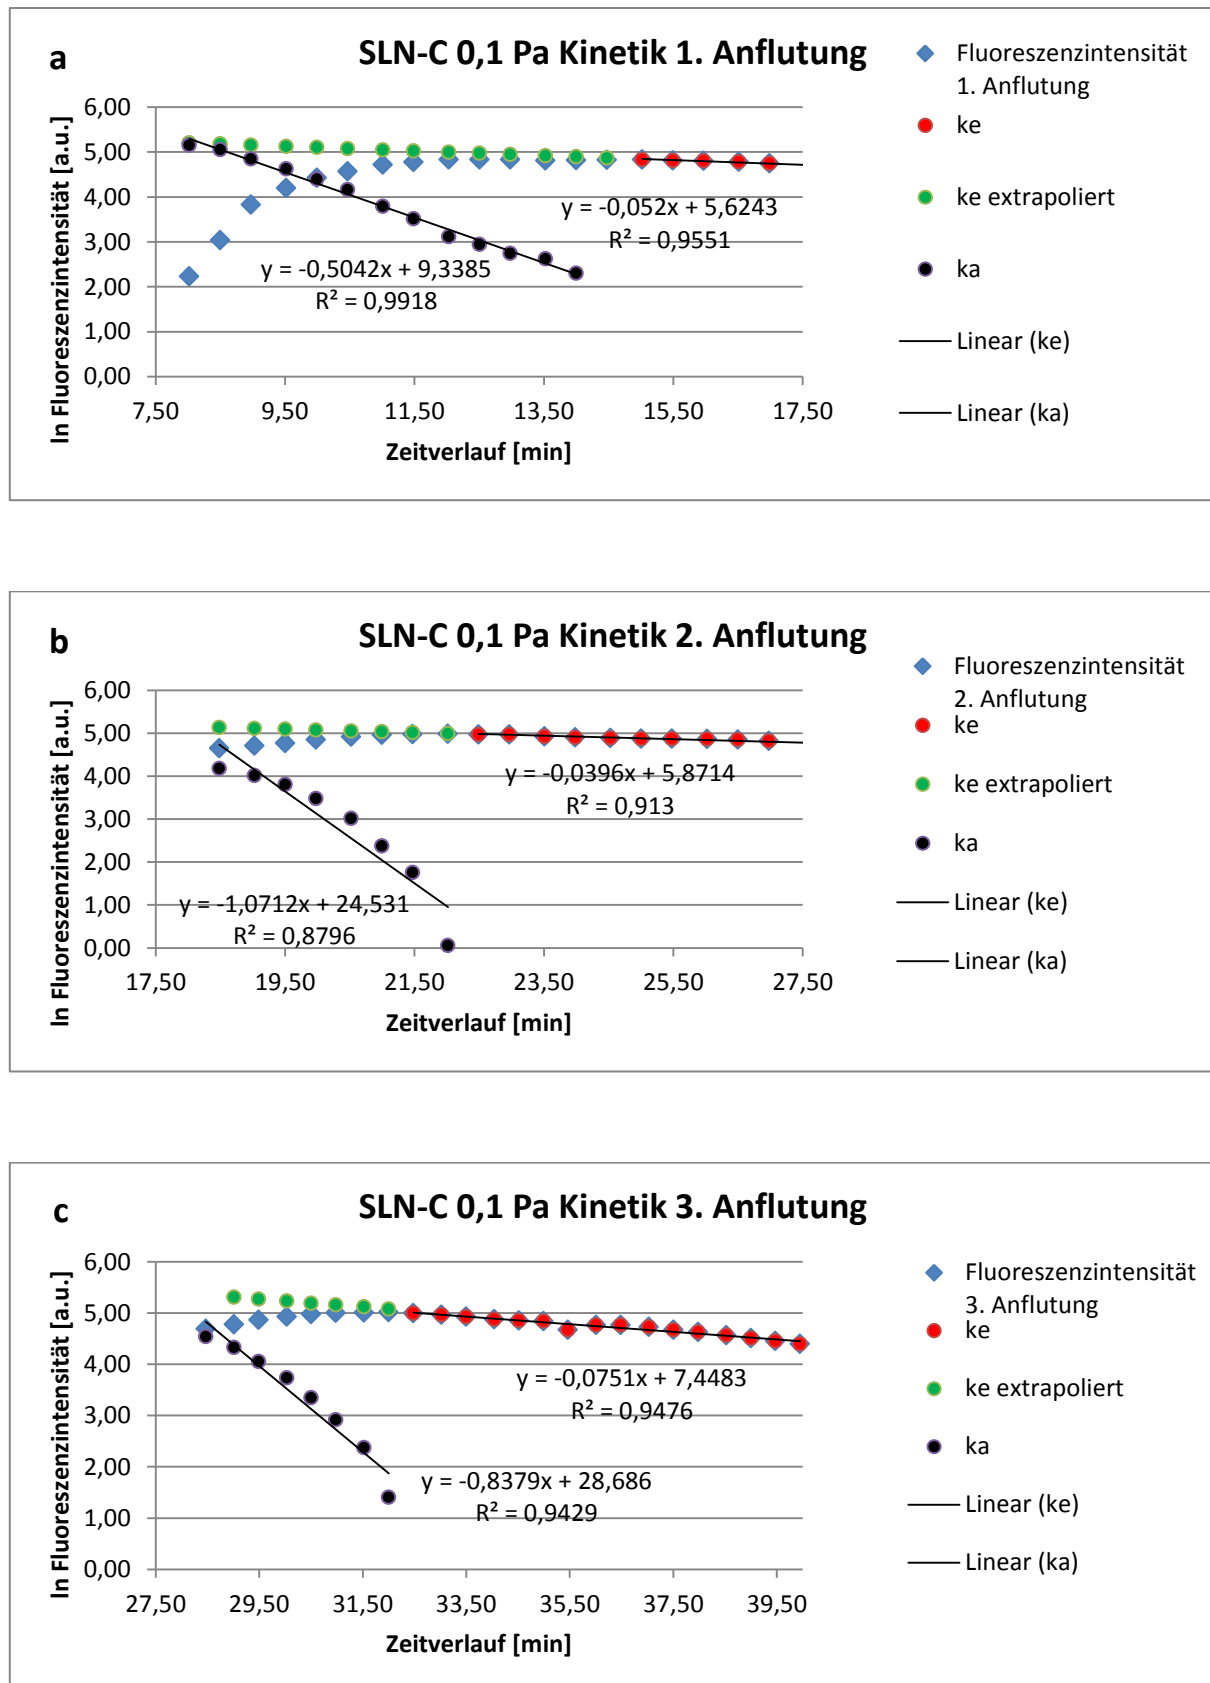 a
SLN-C 0,1 Pa Kinetik 1. Anflutung
ln Fluoreszenzintensität [a.u.]
6,00
5,00
4,00
3,00
2,00
1,00
0,00
y = -0,052x + 5,6243
R² = 0,9551
y = -0,5042x + 9,3385
R² = 0,9918
7,50 9,50 11,50 13,50 15,50 17,50
Zeitverlauf [min]
Fluoreszenzintensität
1. Anflutung
ke
ke extrapoliert
ka
Linear (ke)
Linear (ka)
b
SLN-C 0,1 Pa Kinetik 2. Anflutung
ln Fluoreszenzintensität [a.u.]
6,00
5,00
4,00
3,00
2,00
1,00
0,00
y = -0,0396x + 5,8714
R² = 0,913
y = -1,0712x + 24,531
R² = 0,8796
17,50 19,50 21,50 23,50 25,50 27,50
Zeitverlauf [min]
Fluoreszenzintensität
2. Anflutung
ke
ke extrapoliert
ka
Linear (ke)
Linear (ka)
c
SLN-C 0,1 Pa Kinetik 3. Anflutung
ln Fluoreszenzintensität [a.u.]
6,00
5,00
4,00
3,00
2,00
1,00
0,00
y = -0,0751x + 7,4483
R² = 0,9476
y = -0,8379x + 28,686
R² = 0,9429
27,50 29,50 31,50 33,50 35,50 37,50 39,50
Zeitverlauf [min]
Fluoreszenzintensität
3. Anflutung
ke
ke extrapoliert
ka
Linear (ke)
Linear (ka)